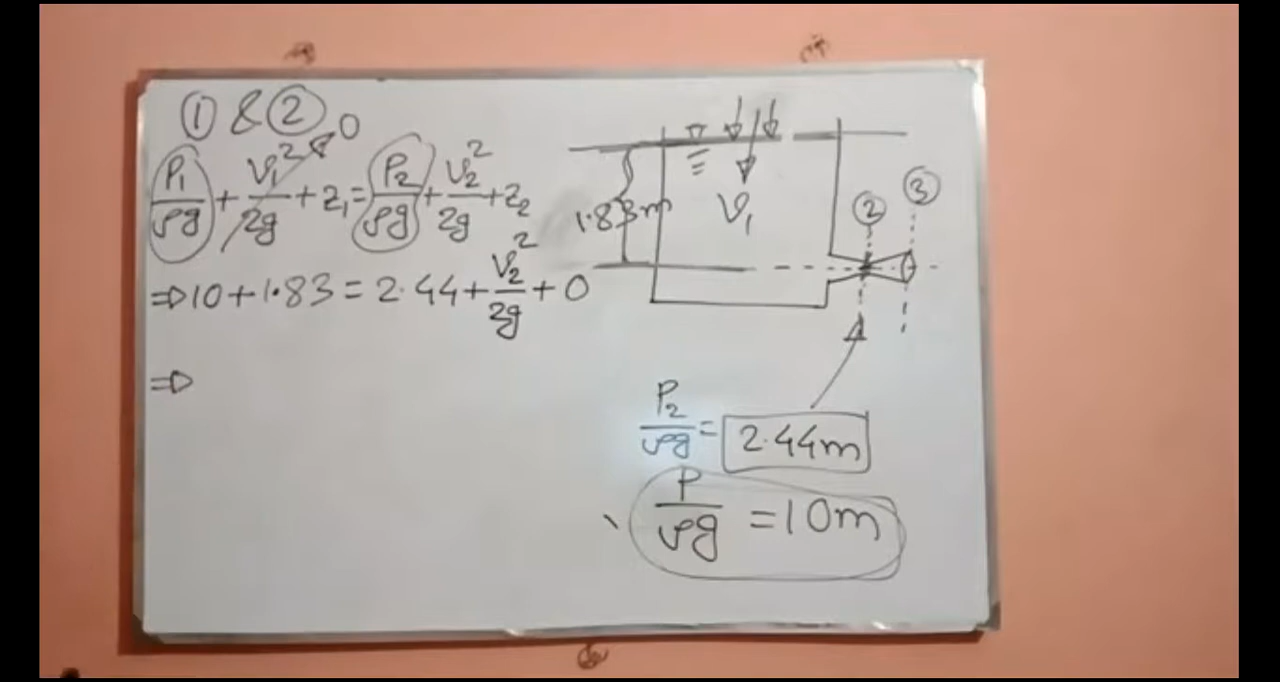 ① & ②
P₁/ρg + V₁²/2g ↗0 + z₁ = P₂/ρg + V₂²/2g + z₂
⇒ 10 + 1.83 = 2.44 + V₂²/2g + 0
⇒
V₁
1.83m
②
③
P₂/ρg = 2.44m
P/ρg = 10m